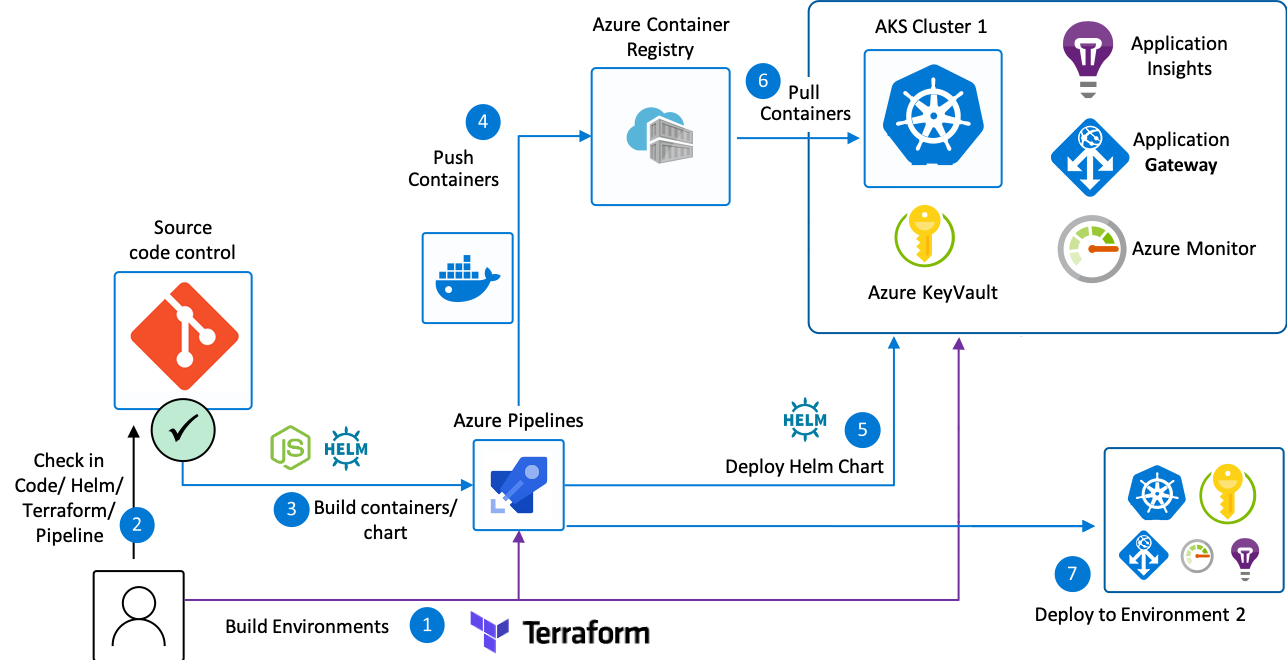 Azure Container
Registry
AKS Cluster 1
Application
Insights
6
Pull
Containers
4
Push
Containers
Application
Gateway
Source
code control
Azure Monitor
Azure KeyVault
Azure Pipelines
JS
HELM
HELM
5
Deploy Helm Chart
Check in
Code/ Helm/
Terraform/
Pipeline
2
3
Build containers/
chart
7
Deploy to Environment 2
Build Environments
1
Terraform